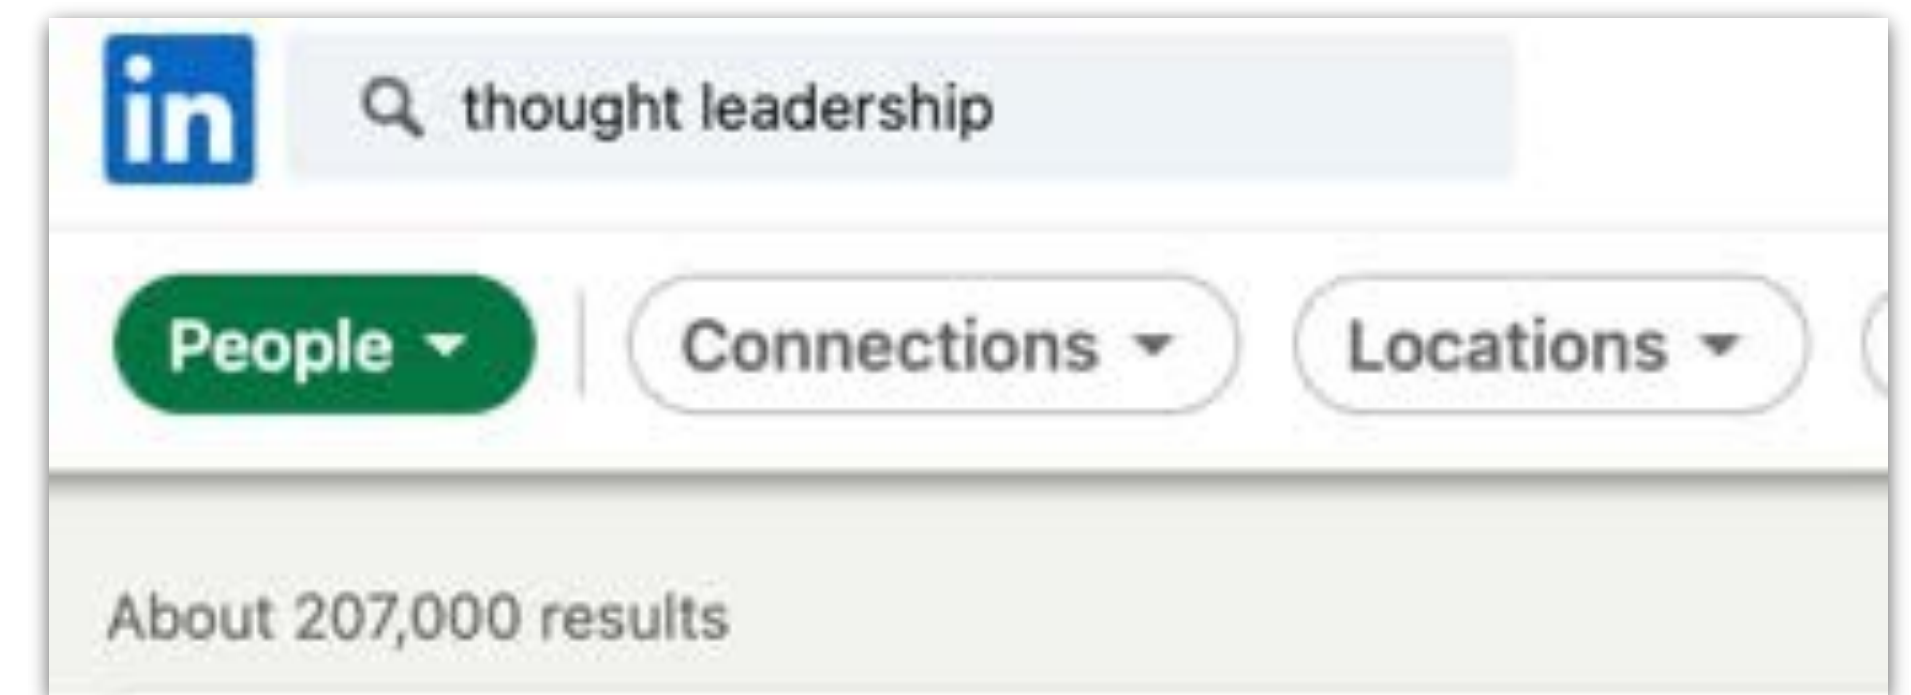 in
thought leadership
People Connections Locations
About 207,000 results